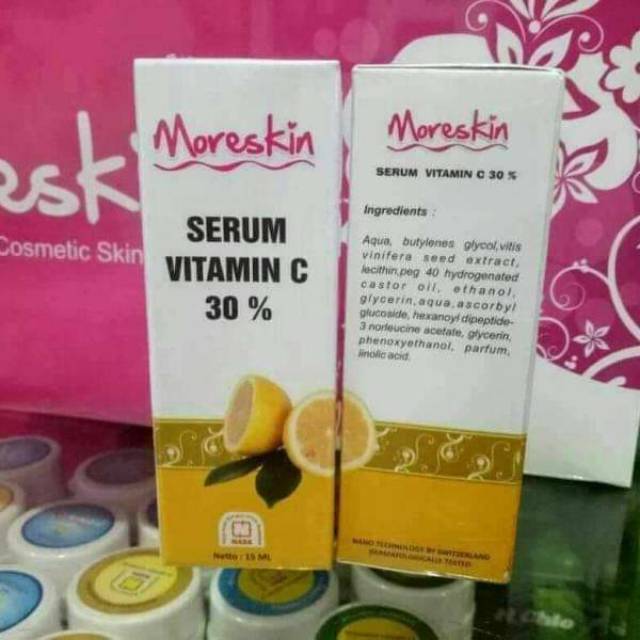 eski
Cosmetic Skin
Moreskin
SERUM
VITAMIN C
30 %
NASA
Netto : 15 ML
Moreskin
SERUM VITAMIN C 30 %
Ingredients :
Aqua, butylenes glycol,vitis
vinifera seed extract,
lecithin,peg 40 hydrogenated
castor oil, ethanol,
glycerin,aqua,ascorbyl
glucoside, hexanoyl dipeptide-
3 norleucine acetate, glycerin,
phenoxyethanol, parfum,
linolic acid.
NANO TECHNOLOGY BY SWITZERLAND
DERMATOLOGICALLY TESTED